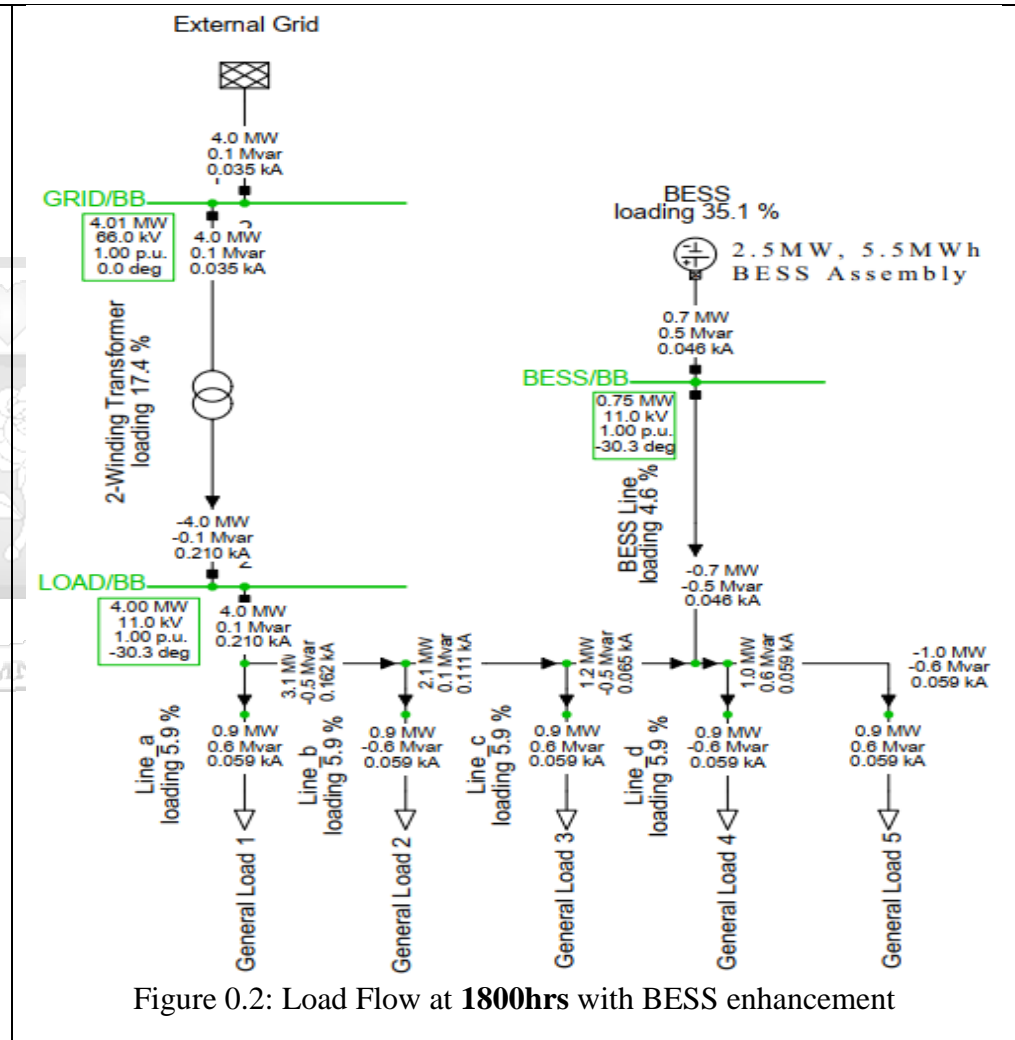 External Grid
4.0 MW
0.1 Mvar
0.035 kA
GRID/BB
4.01 MW
66.0 kV
1.00 p.u.
0.0 deg
4.0 MW
0.1 Mvar
0.035 kA
2-Winding Transformer
loading 17.4 %
-4.0 MW
-0.1 Mvar
0.210 kA
LOAD/BB
4.00 MW
11.0 kV
1.00 p.u.
-30.3 deg
4.0 MW
0.1 Mvar
0.210 kA
BESS
loading 35.1 %
2.5MW, 5.5MWh
BESS Assembly
0.7 MW
0.5 Mvar
0.046 kA
BESS/BB
0.75 MW
11.0 kV
1.00 p.u.
-30.3 deg
BESS Line
loading 4.6 %
-0.7 MW
-0.5 Mvar
0.046 kA
3.1 MW
-0.5 Mvar
0.162 kA
2.1 MW
0.1 Mvar
0.111 kA
1.2 MW
-0.5 Mvar
0.065 kA
1.0 MW
0.6 Mvar
0.059 kA
-1.0 MW
-0.6 Mvar
0.059 kA
Line_a
loading 5.9 %
0.9 MW
0.6 Mvar
0.059 kA
General Load 1
Line_b
loading 5.9 %
0.9 MW
-0.6 Mvar
0.059 kA
General Load 2
Line_c
loading 5.9 %
0.9 MW
0.6 Mvar
0.059 kA
General Load 3
Line_d
loading 5.9 %
0.9 MW
-0.6 Mvar
0.059 kA
General Load 4
0.9 MW
0.6 Mvar
0.059 kA
General Load 5
Figure 0.2: Load Flow at 1800hrs with BESS enhancement